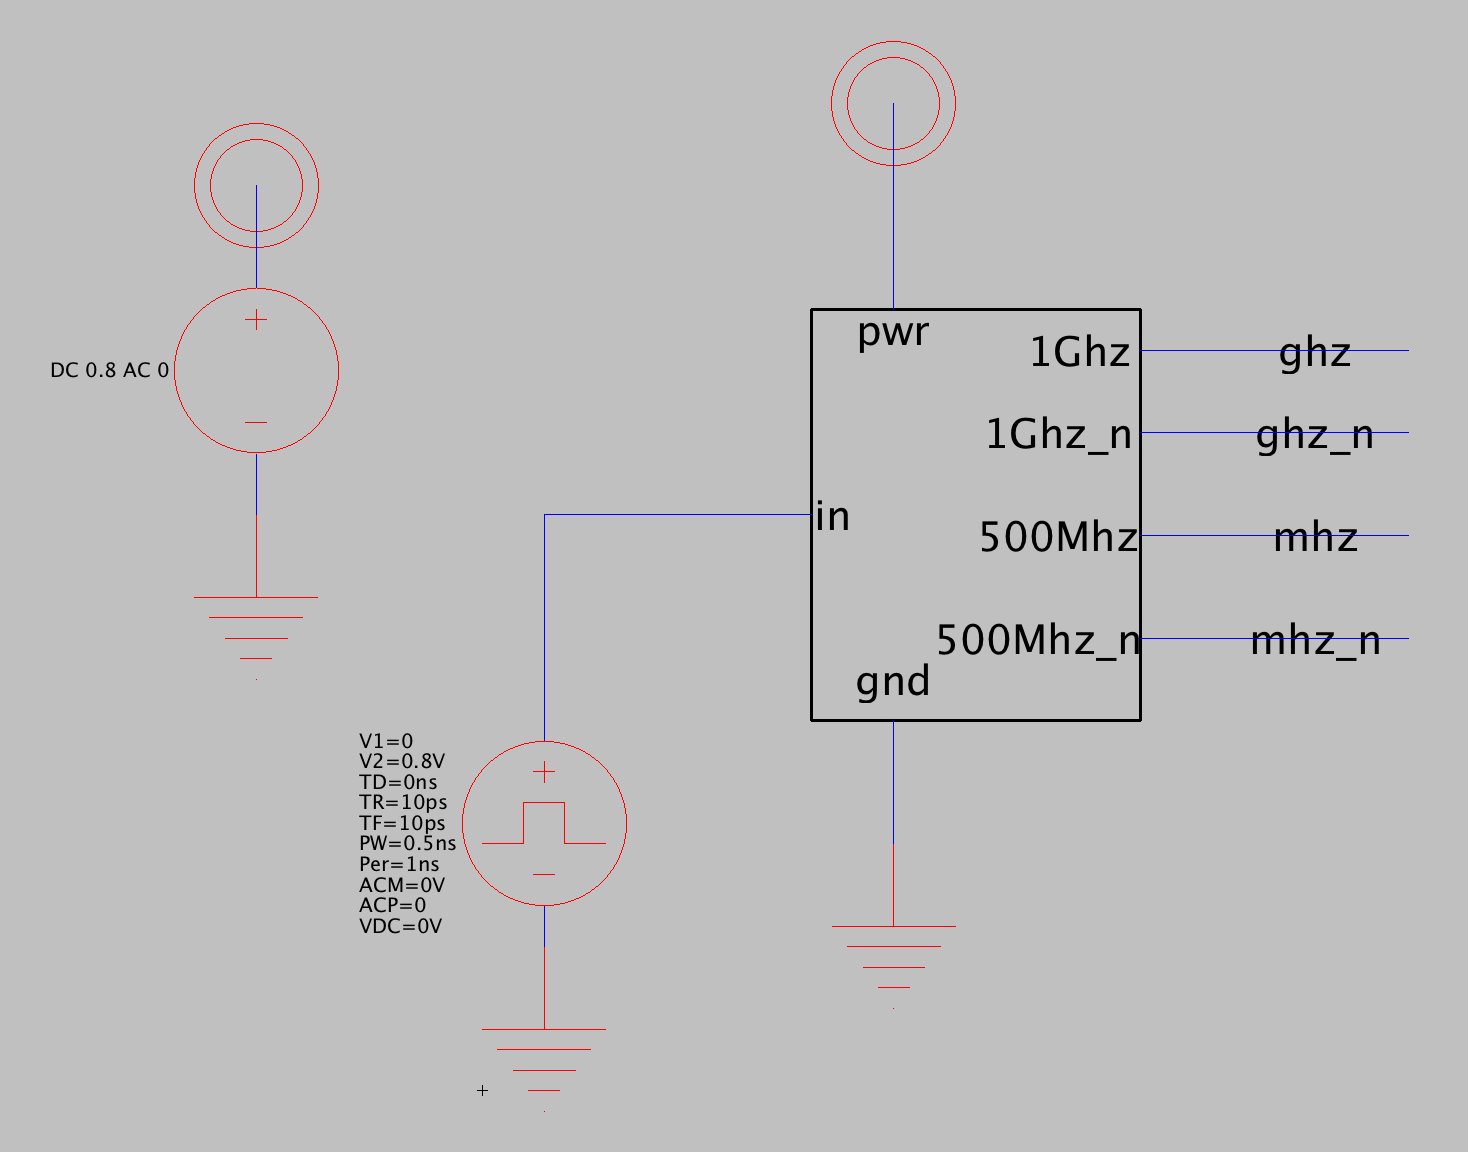 DC 0.8 AC 0
pwr
1Ghz
ghz
1Ghz_n
ghz_n
in
500Mhz
mhz
500Mhz_n
mhz_n
gnd
V1=0
V2=0.8V
TD=0ns
TR=10ps
TF=10ps
PW=0.5ns
Per=1ns
ACM=0V
ACP=0
VDC=0V